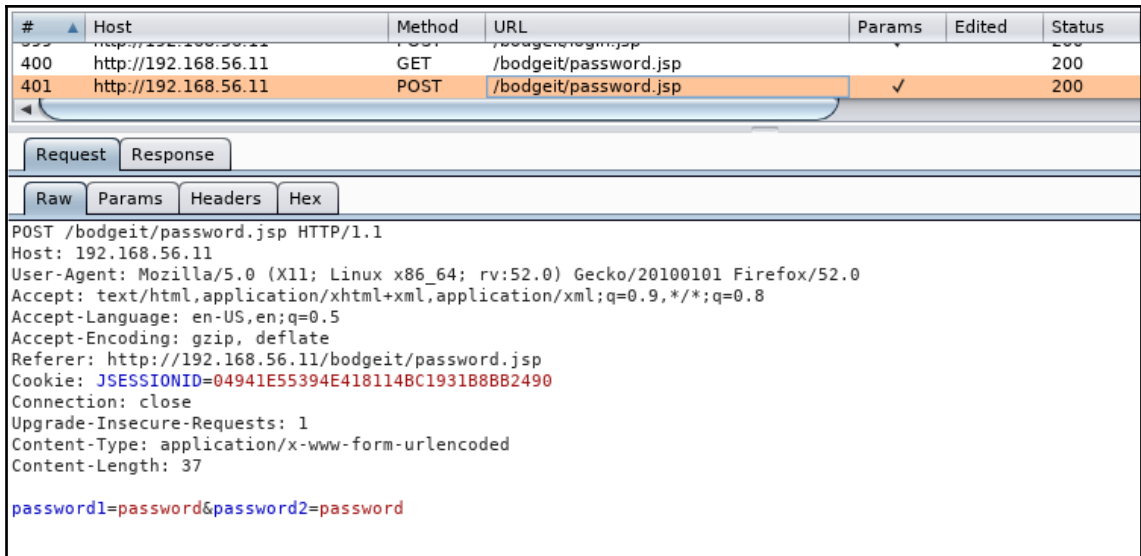 # Host Method URL Params Edited Status
400 http://192.168.56.11 GET /bodgeit/password.jsp 200
401 http://192.168.56.11 POST /bodgeit/password.jsp ✓ 200
Request Response
Raw Params Headers Hex
POST /bodgeit/password.jsp HTTP/1.1
Host: 192.168.56.11
User-Agent: Mozilla/5.0 (X11; Linux x86_64; rv:52.0) Gecko/20100101 Firefox/52.0
Accept: text/html,application/xhtml+xml,application/xml;q=0.9,*/*;q=0.8
Accept-Language: en-US,en;q=0.5
Accept-Encoding: gzip, deflate
Referer: http://192.168.56.11/bodgeit/password.jsp
Cookie: JSESSIONID=04941E55394E418114BC1931B8BB2490
Connection: close
Upgrade-Insecure-Requests: 1
Content-Type: application/x-www-form-urlencoded
Content-Length: 37
password1=password&password2=password